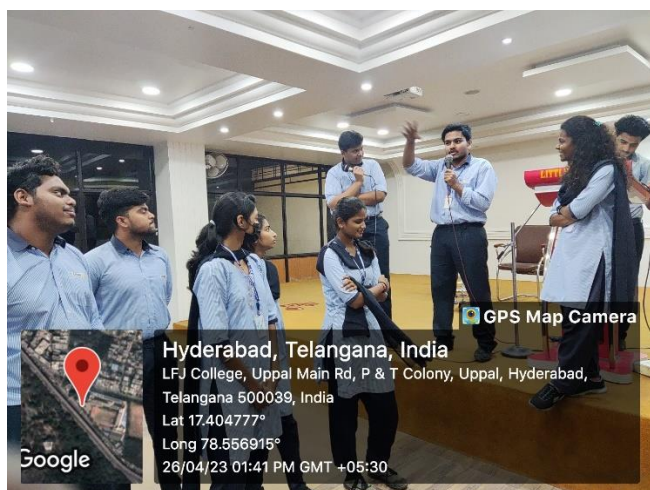 LITTL
GPS Map Camera
Hyderabad, Telangana, India
LFJ College, Uppal Main Rd, P & T Colony, Uppal, Hyderabad,
Telangana 500039, India
Lat 17.404777°
Long 78.556915°
26/04/23 01:41 PM GMT +05:30
Google